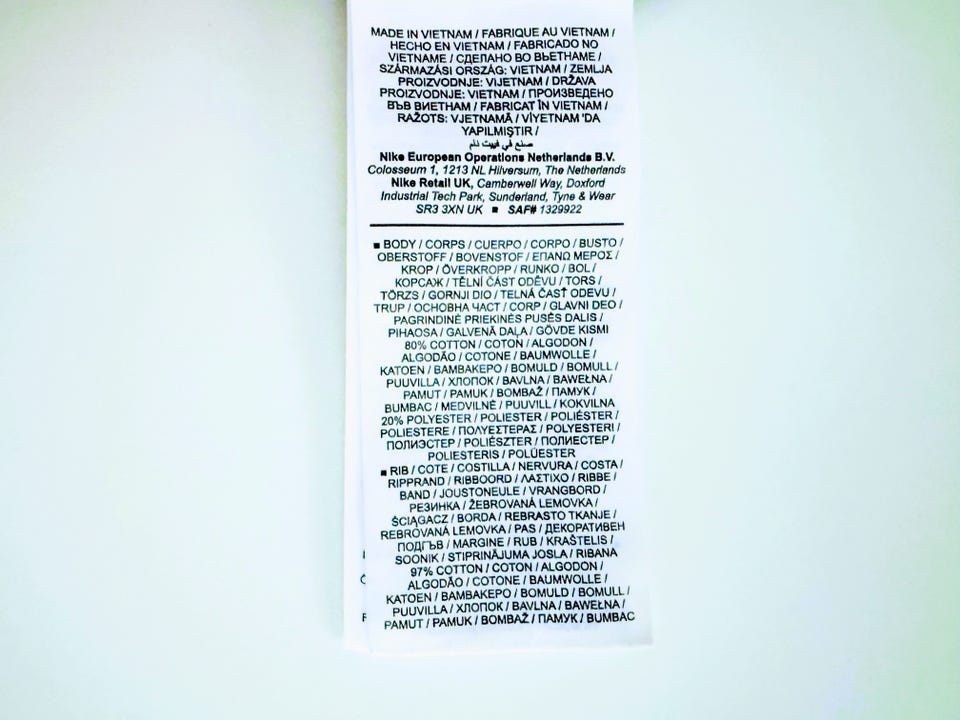 MADE IN VIETNAM / FABRIQUE AU VIETNAM /
HECHO EN VIETNAM / FABRICADO NO
VIETNAME / СДЕЛАНО ВО ВЬЕТНАМЕ /
SZÁRMAZÁSI ORSZÁG: VIETNAM / ZEMLJA
PROIZVODNJE: VIJETNAM / DRŽAVA
PROIZVODNJE: VIETNAM / ПРОИЗВЕДЕНО
ВЪВ ВИЕТНАМ / FABRICAT ÎN VIETNAM /
RAŽOTS: VJETNAMĀ / VİYETNAM 'DA
YAPILMIŞTIR /
صنع في فييت نام
Nike European Operations Netherlands B.V.
Colosseum 1, 1213 NL Hilversum, The Netherlands
Nike Retail UK, Camberwell Way, Doxford
Industrial Tech Park, Sunderland, Tyne & Wear
SR3 3XN UK ■ SAF# 1329922
■ BODY / CORPS / CUERPO / CORPO / BUSTO /
OBERSTOFF / BOVENSTOF / ΕΠΑΝΩ ΜΕΡΟΣ /
KROP / ÖVERKROPP / RUNKO / BOL /
КОРСАЖ / TĚLNÍ ČÁST ODĚVU / TORS /
TÖRZS / GORNJI DIO / TELNÁ ČASŤ ODEVU /
TRUP / ОСНОВНА ЧАСТ / CORP / GLAVNI DEO /
PAGRINDINĖ PRIEKINĖS PUSĖS DALIS /
PIHAOSA / GALVENĀ DAĻA / GÖVDE KISMI
80% COTTON / COTON / ALGODON /
ALGODÃO / COTONE / BAUMWOLLE /
KATOEN / ΒΑΜΒΑΚΕΡΟ / BOMULD / BOMULL /
PUUVILLA / ХЛОПОК / BAVLNA / BAWEŁNA /
PAMUT / PAMUK / BOMBAŽ / ПАМУК /
BUMBAC / MEDVILNĖ / PUUVILL / KOKVILNA
20% POLYESTER / POLIESTER / POLIÉSTER /
POLIESTERE / ΠΟΛΥΕΣΤΕΡΑΣ / POLYESTERI /
ПОЛИЭСТЕР / POLIÉSZTER / ПОЛИЕСТЕР /
POLIESTERIS / POLÜESTER
■ RIB / COTE / COSTILLA / NERVURA / COSTA /
RIPPRAND / RIBBOORD / ΛΑΣΤΙΧΟ / RIBBE /
BAND / JOUSTONEULE / VRANGBORD /
РЕЗИНКА / ŽEBROVANÁ LEMOVKA /
ŚCIĄGACZ / BORDA / REBRASTO TKANJE /
REBROVANÁ LEMOVKA / PAS / ДЕКОРАТИВЕН
ПОДГЪВ / MARGINE / RUB / KRAŠTELIS /
SOONIK / STIPRINĀJUMA JOSLA / RIBANA
97% COTTON / COTON / ALGODON /
ALGODÃO / COTONE / BAUMWOLLE /
KATOEN / ΒΑΜΒΑΚΕΡΟ / BOMULD / BOMULL /
PUUVILLA / ХЛОПОК / BAVLNA / BAWEŁNA /
PAMUT / PAMUK / BOMBAŽ / ПАМУК / BUMBAC